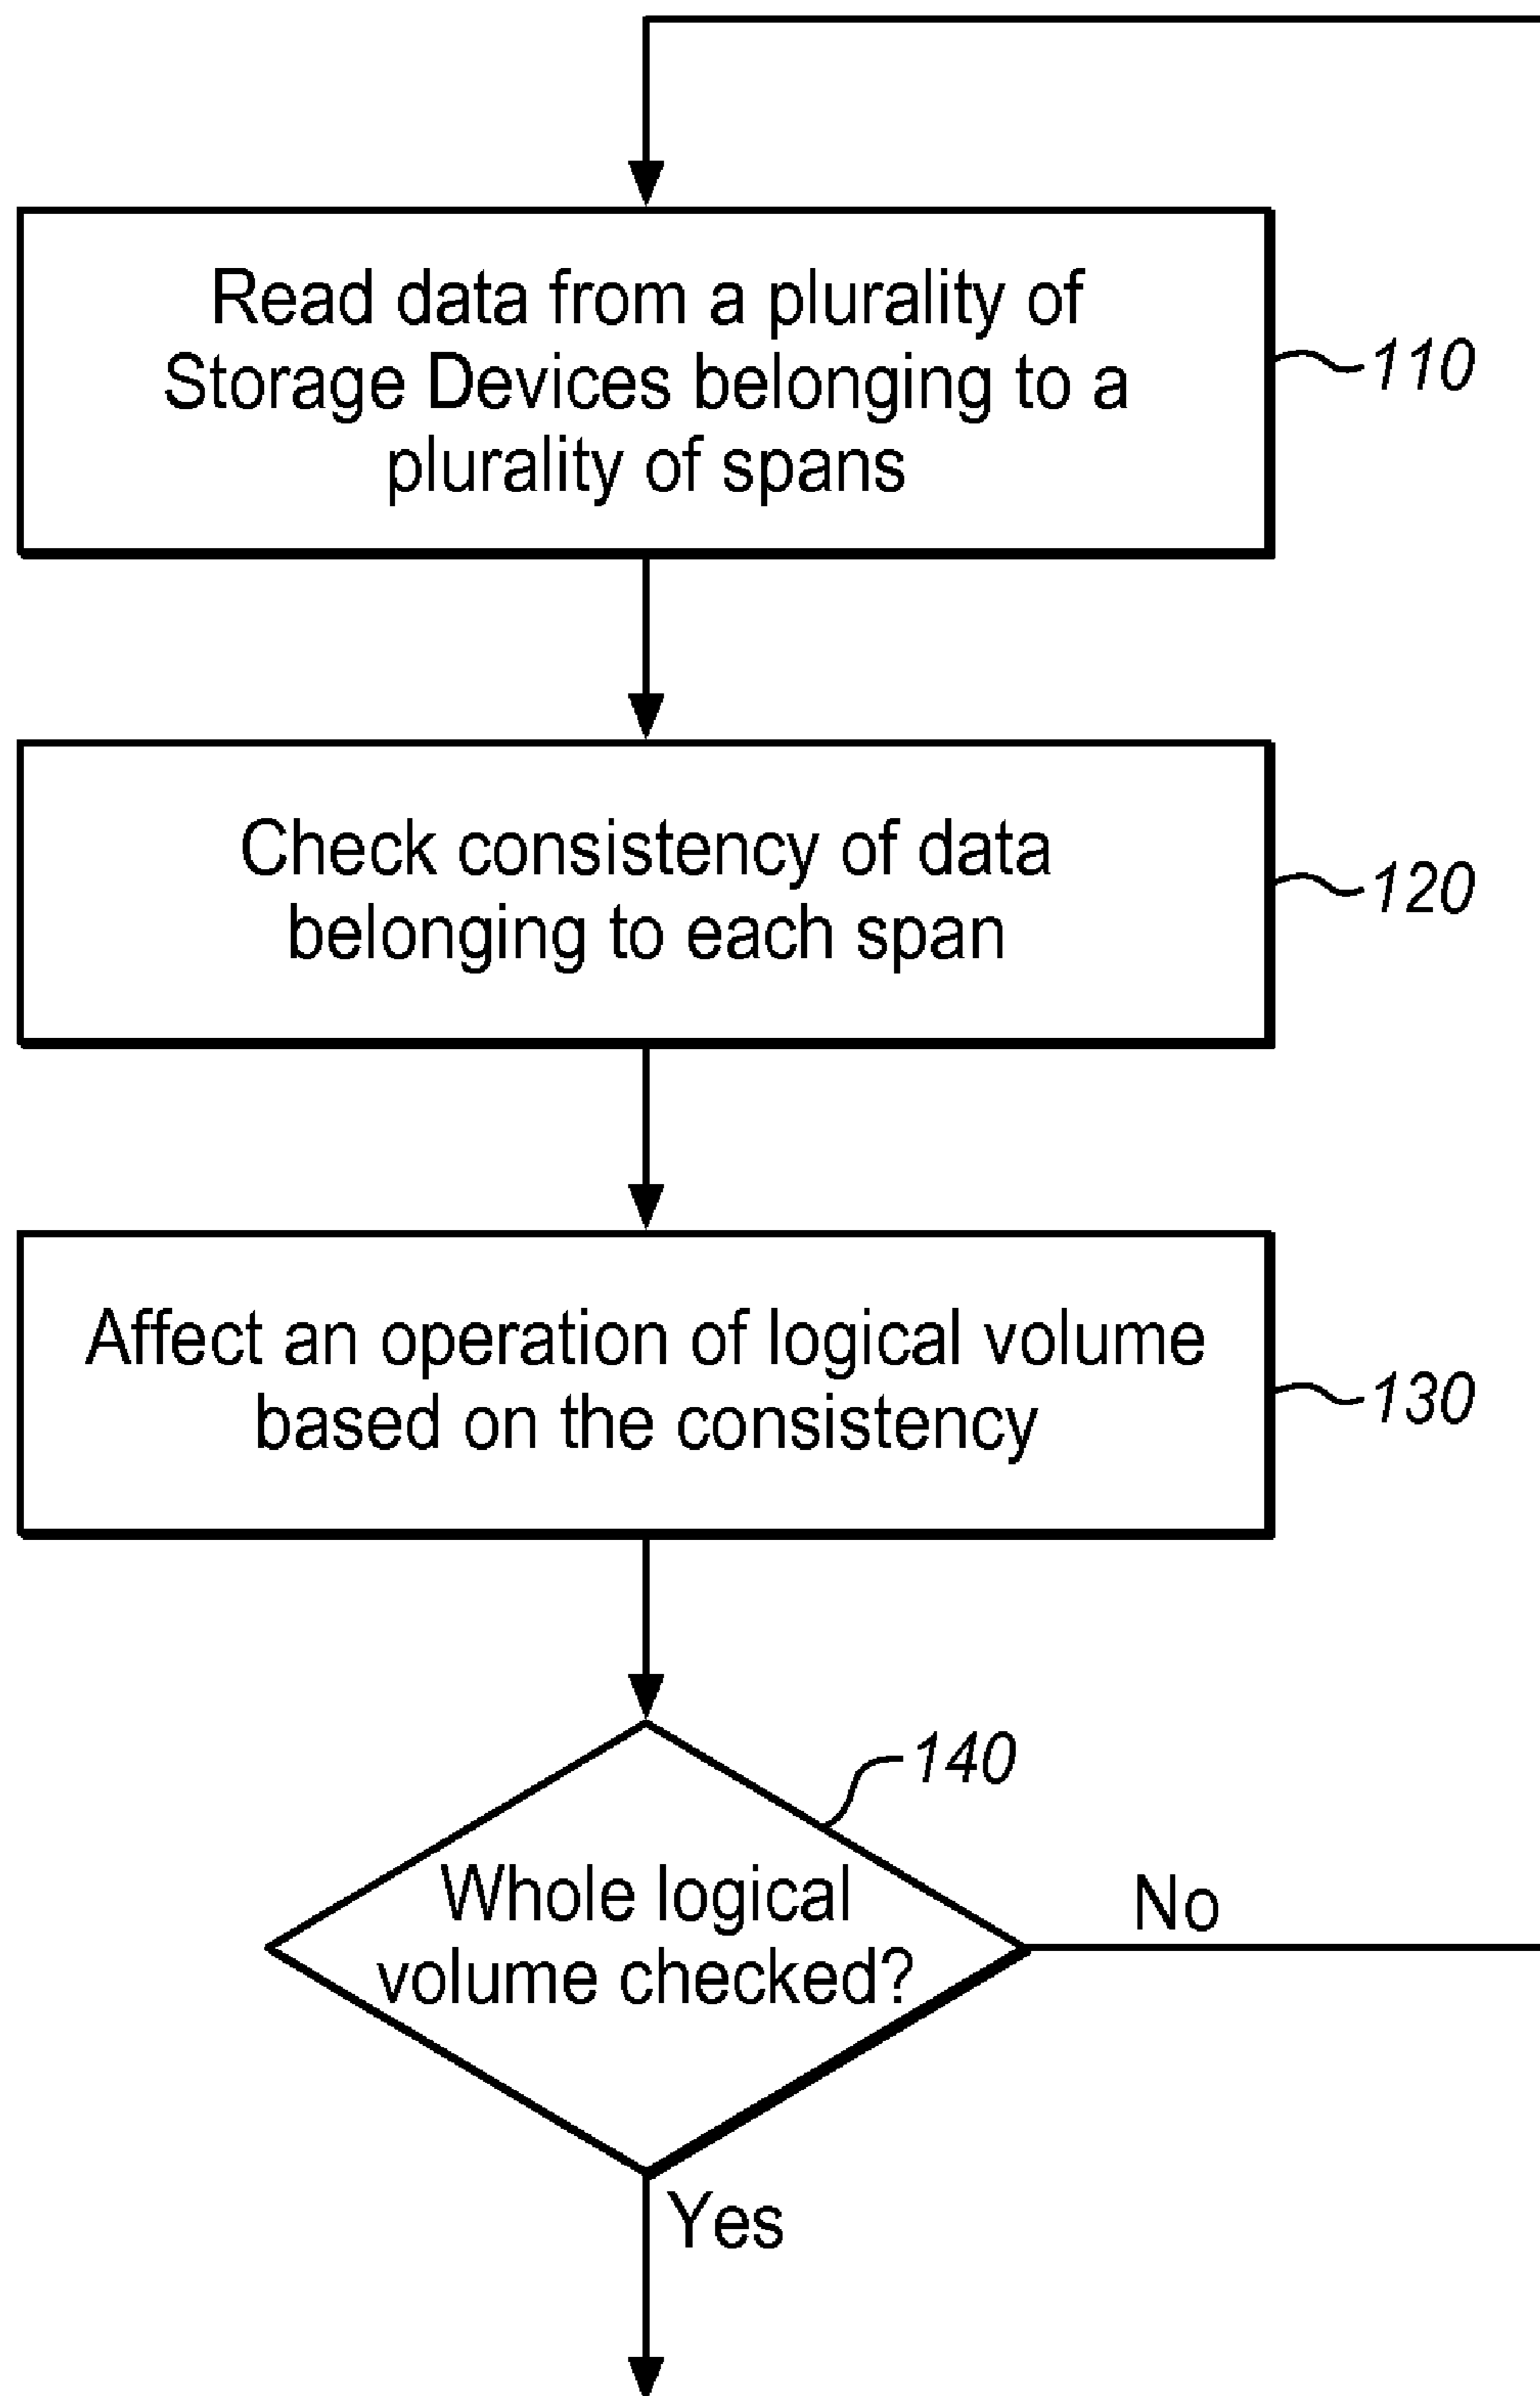 Read data from a plurality of
Storage Devices belonging to a
plurality of spans
110
Check consistency of data
belonging to each span
120
Affect an operation of logical volume
based on the consistency
130
140
Whole logical
volume checked?
No
Yes